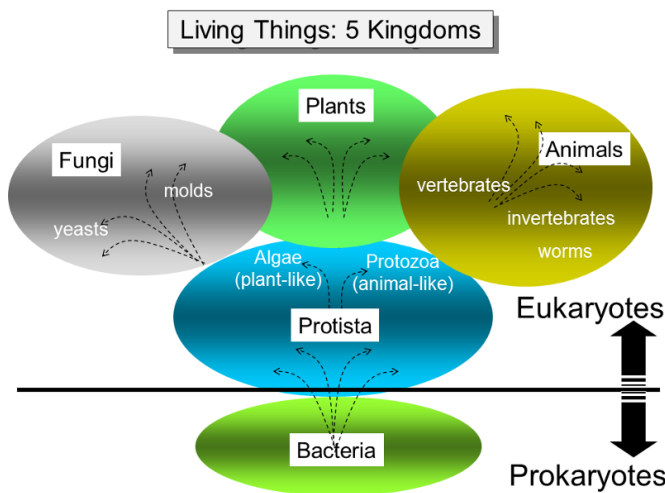 Living Things: 5 Kingdoms
Plants
Fungi
molds
yeasts
Animals
vertebrates
invertebrates
worms
Algae
(plant-like)
Protozoa
(animal-like)
Protista
Eukaryotes
Bacteria
Prokaryotes